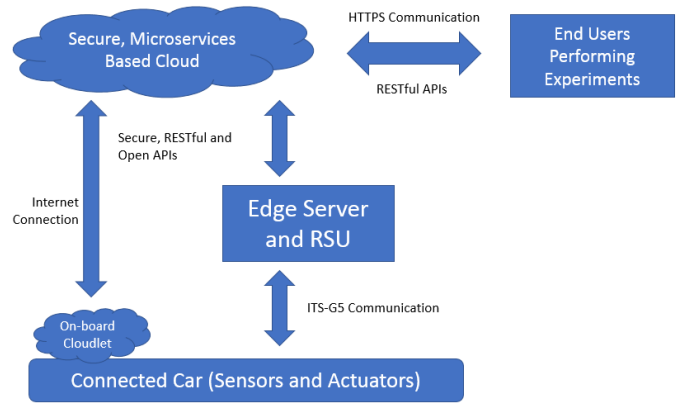 HTTPS Communication
Secure, Microservices
Based Cloud
End Users
Performing
Experiments
RESTful APIs
Secure, RESTful and
Open APIs
Internet
Connection
Edge Server
and RSU
ITS-G5 Communication
On-board
Cloudlet
Connected Car (Sensors and Actuators)